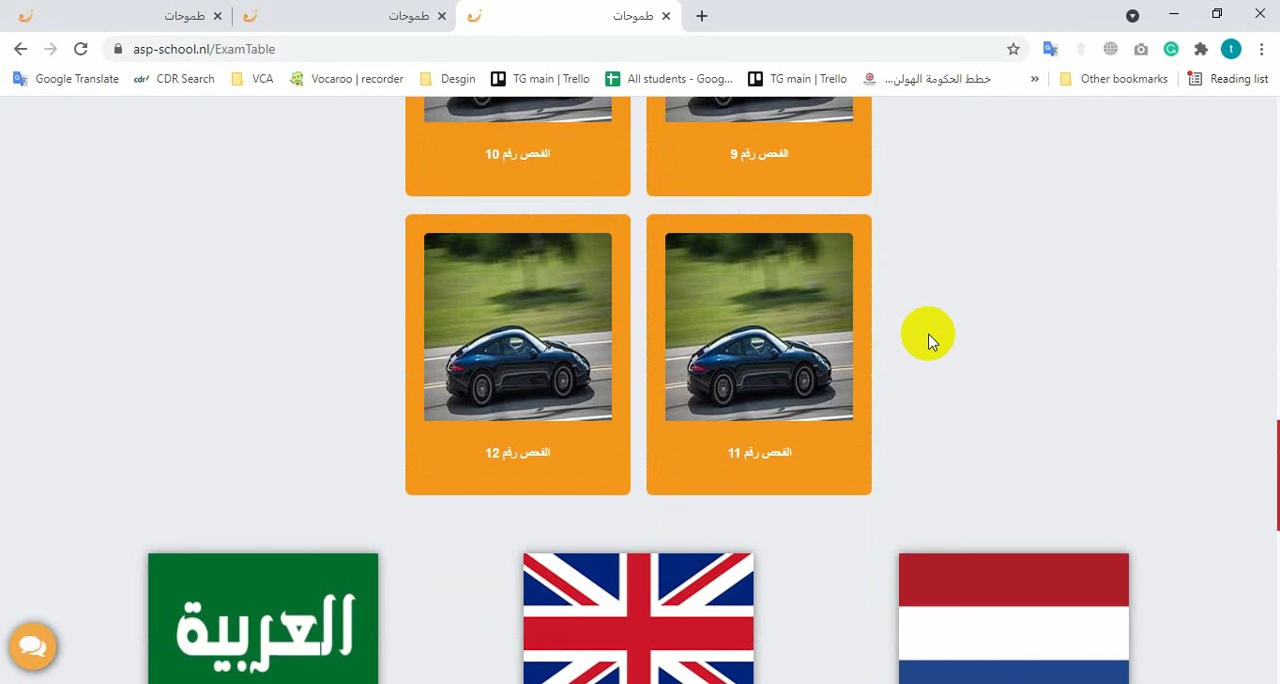 طموحات
طموحات
طموحات
asp-school.nl/ExamTable
Google Translate
cdr/ CDR Search
VCA
Vocaroo | recorder
Desgin
TG main | Trello
All students - Goog...
TG main | Trello
خطط الحكومة الهولن...
»
Other bookmarks
Reading list
t
الفحص رقم 10
الفحص رقم 9
الفحص رقم 12
الفحص رقم 11
العربية